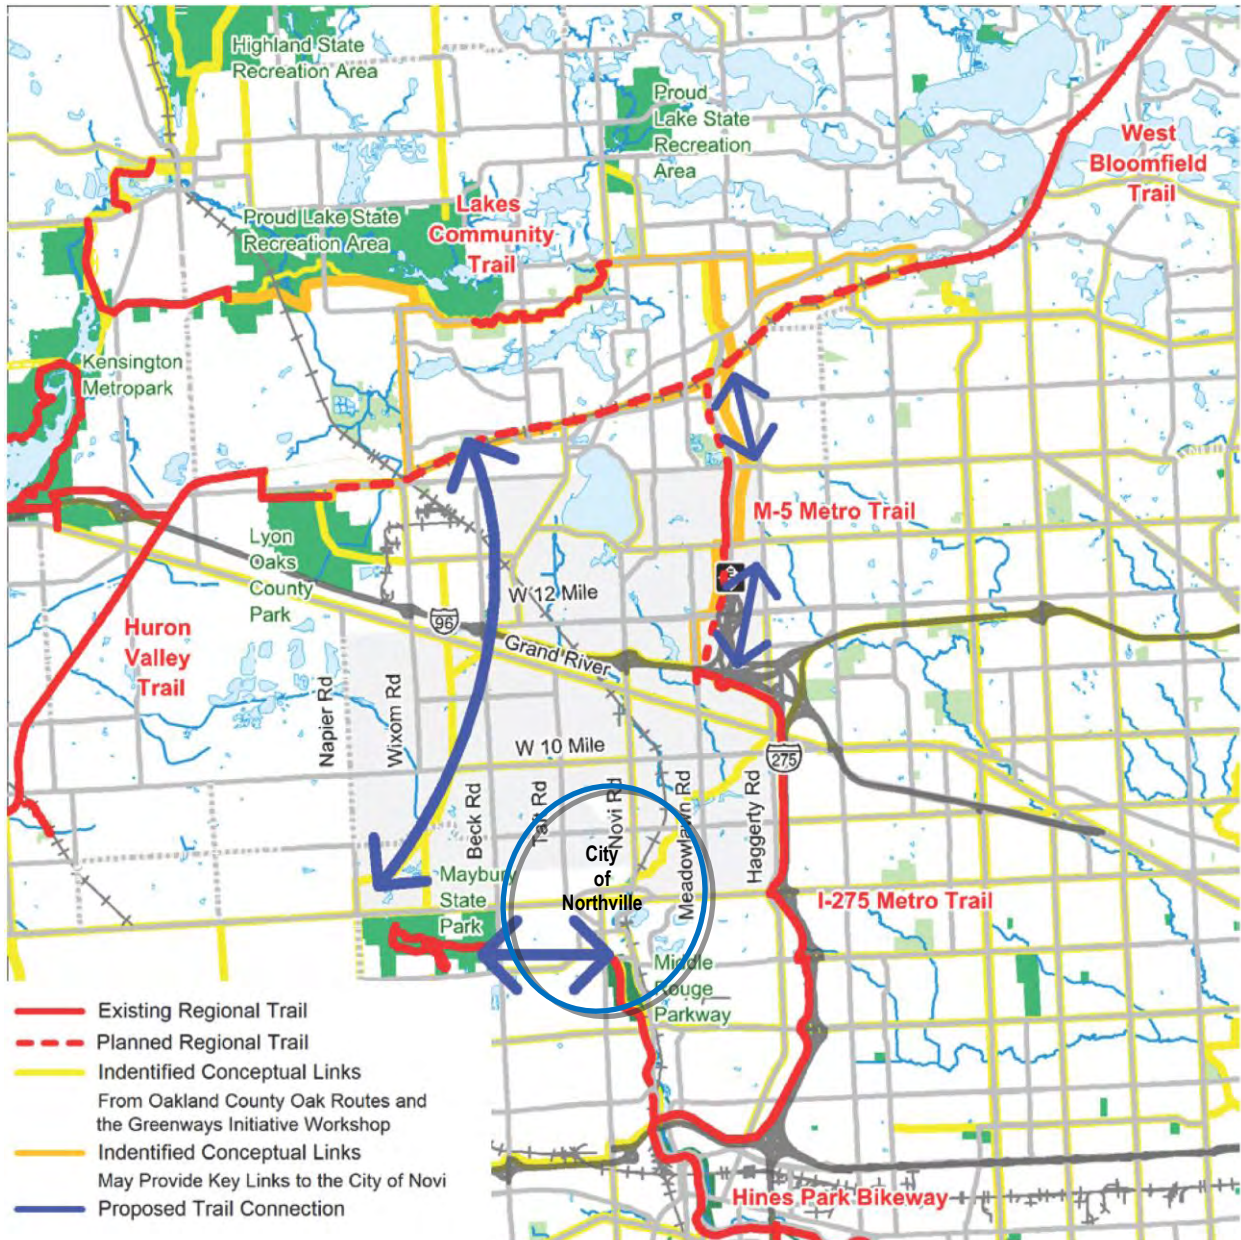 Highland State
Recreation Area
Proud
Lake State
Recreation
Area
West
Bloomfield
Trail
Proud Lake State
Recreation Area
Lakes
Community
Trail
Kensington
Metropark
M-5 Metro Trail
Lyon
Oaks
County
Park
W 12 Mile
96
Grand River
Huron
Valley
Trail
Napier Rd
Wixom Rd
W 10 Mile
275
Beck Rd
Taft Rd
Novi Rd
Meadowlawn Rd
Haggerty Rd
City
of
Northville
Maybury
State
Park
I-275 Metro Trail
Middle
Rouge
Parkway
Existing Regional Trail
Planned Regional Trail
Indentified Conceptual Links
From Oakland County Oak Routes and
the Greenways Initiative Workshop
Indentified Conceptual Links
May Provide Key Links to the City of Novi
Proposed Trail Connection
Hines Park Bikeway